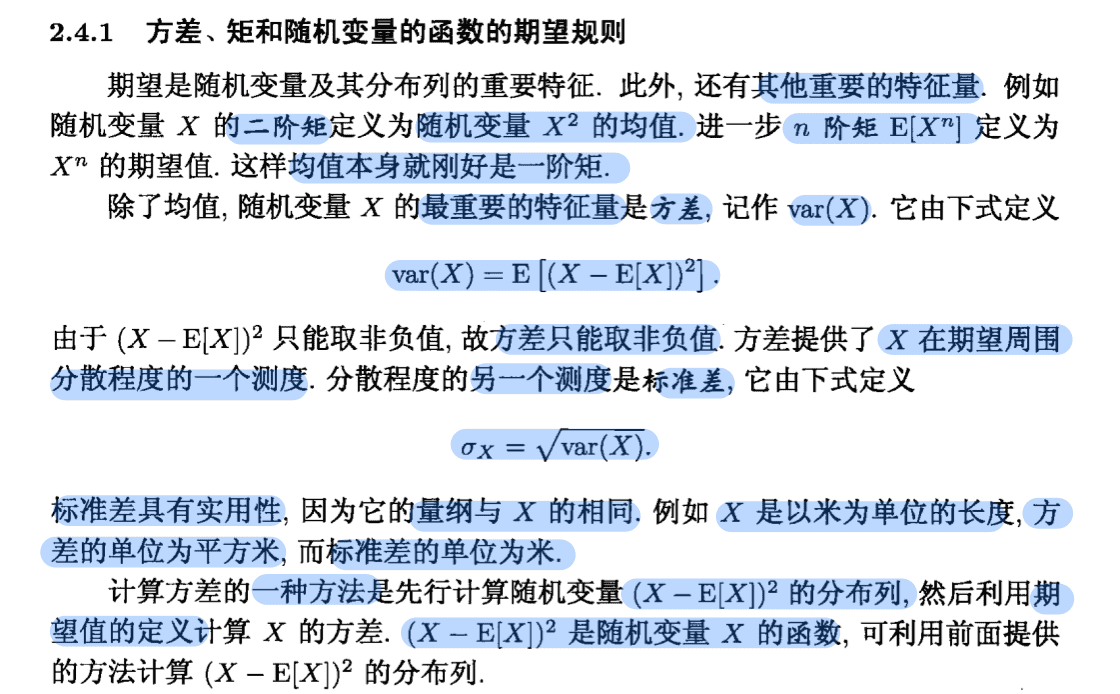 2.4.1 方差、矩和随机变量的函数的期望规则
期望是随机变量及其分布列的重要特征. 此外, 还有其他重要的特征量. 例如
随机变量 X 的二阶矩定义为随机变量 X² 的均值. 进一步 n 阶矩 E[Xⁿ] 定义为
Xⁿ 的期望值. 这样均值本身就刚好是一阶矩.
除了均值, 随机变量 X 的最重要的特征量是方差, 记作 var(X). 它由下式定义
var(X) = E [(X − E[X])²] .
由于 (X − E[X])² 只能取非负值, 故方差只能取非负值. 方差提供了 X 在期望周围
分散程度的一个测度. 分散程度的另一个测度是标准差, 它由下式定义
σ_X = √var(X).
标准差具有实用性, 因为它的量纲与 X 的相同. 例如 X 是以米为单位的长度, 方
差的单位为平方米, 而标准差的单位为米.
计算方差的一种方法是先行计算随机变量 (X − E[X])² 的分布列, 然后利用期
望值的定义计算 X 的方差. (X − E[X])² 是随机变量 X 的函数, 可利用前面提供
的方法计算 (X − E[X])² 的分布列.